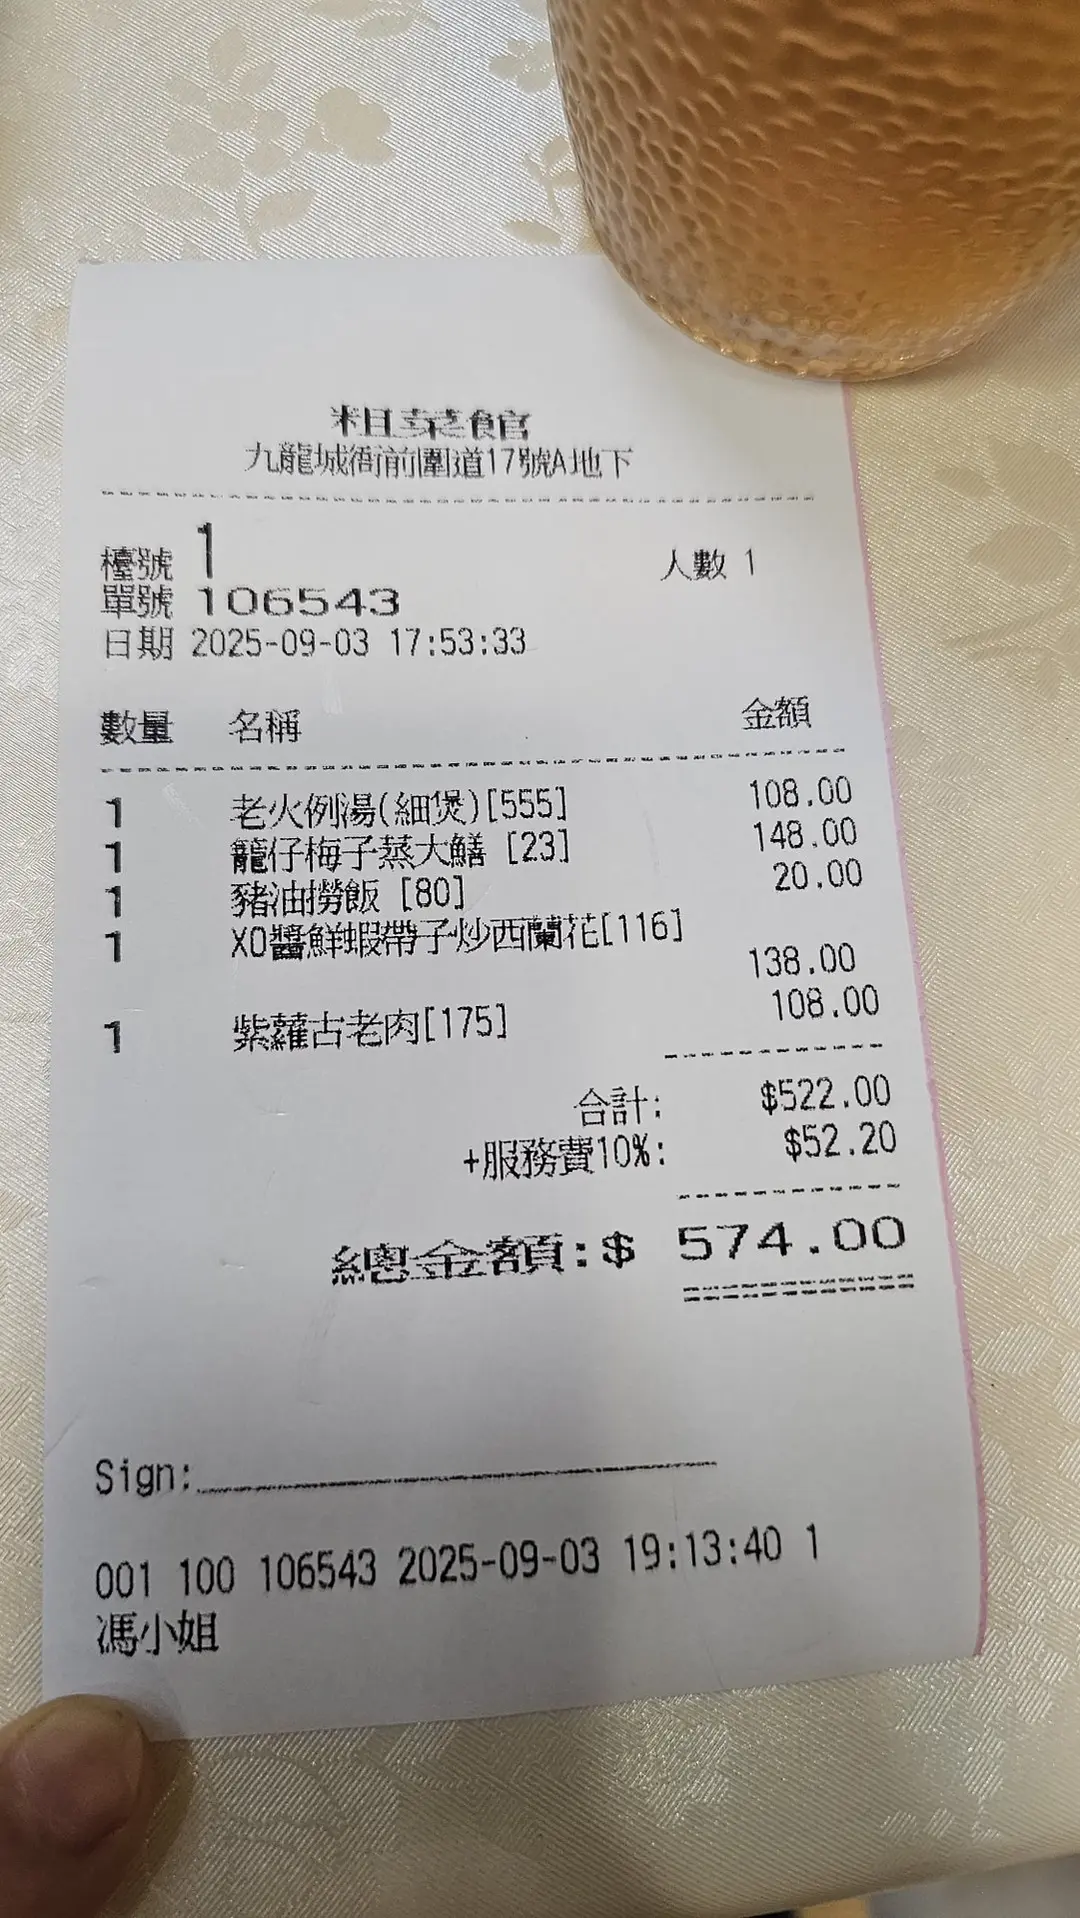 粗菜館
九龍城衙前圍道17號A地下
檯號 1 人數 1
單號 106543
日期 2025-09-03 17:53:33
數量 名稱 金額
1 老火例湯(細煲)[555] 108.00
1 籠仔梅子蒸大鱔 [23] 148.00
1 豬油撈飯 [80] 20.00
1 XO醬鮮蝦帶子炒西蘭花[116]
138.00
1 紫蘿古老肉[175] 108.00
合計: $522.00
+服務費10%: $52.20
總金額:$ 574.00
Sign:
001 100 106543 2025-09-03 19:13:40 1
馮小姐